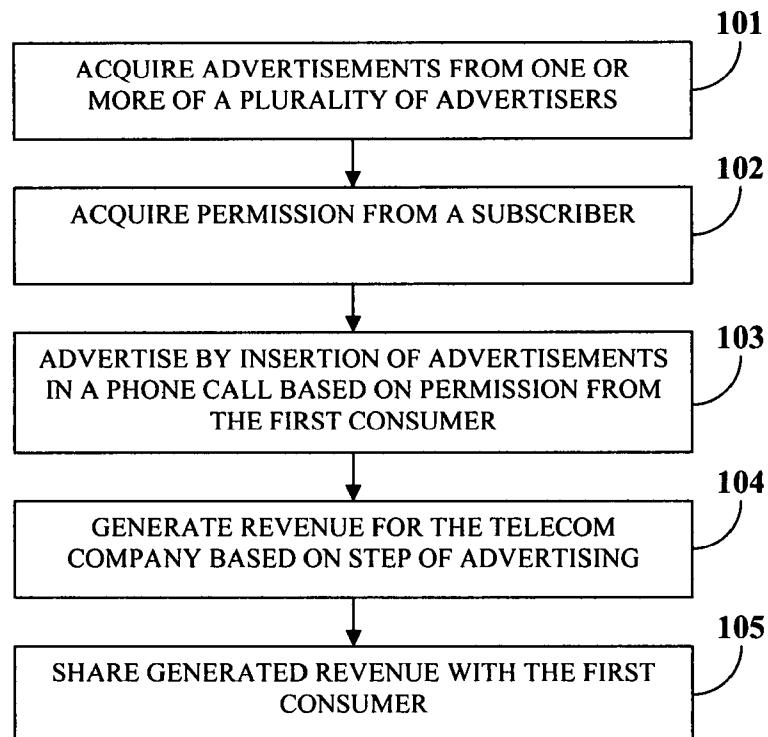 101
ACQUIRE ADVERTISEMENTS FROM ONE OR
MORE OF A PLURALITY OF ADVERTISERS
102
ACQUIRE PERMISSION FROM A SUBSCRIBER
103
ADVERTISE BY INSERTION OF ADVERTISEMENTS
IN A PHONE CALL BASED ON PERMISSION FROM
THE FIRST CONSUMER
104
GENERATE REVENUE FOR THE TELECOM
COMPANY BASED ON STEP OF ADVERTISING
105
SHARE GENERATED REVENUE WITH THE FIRST
CONSUMER